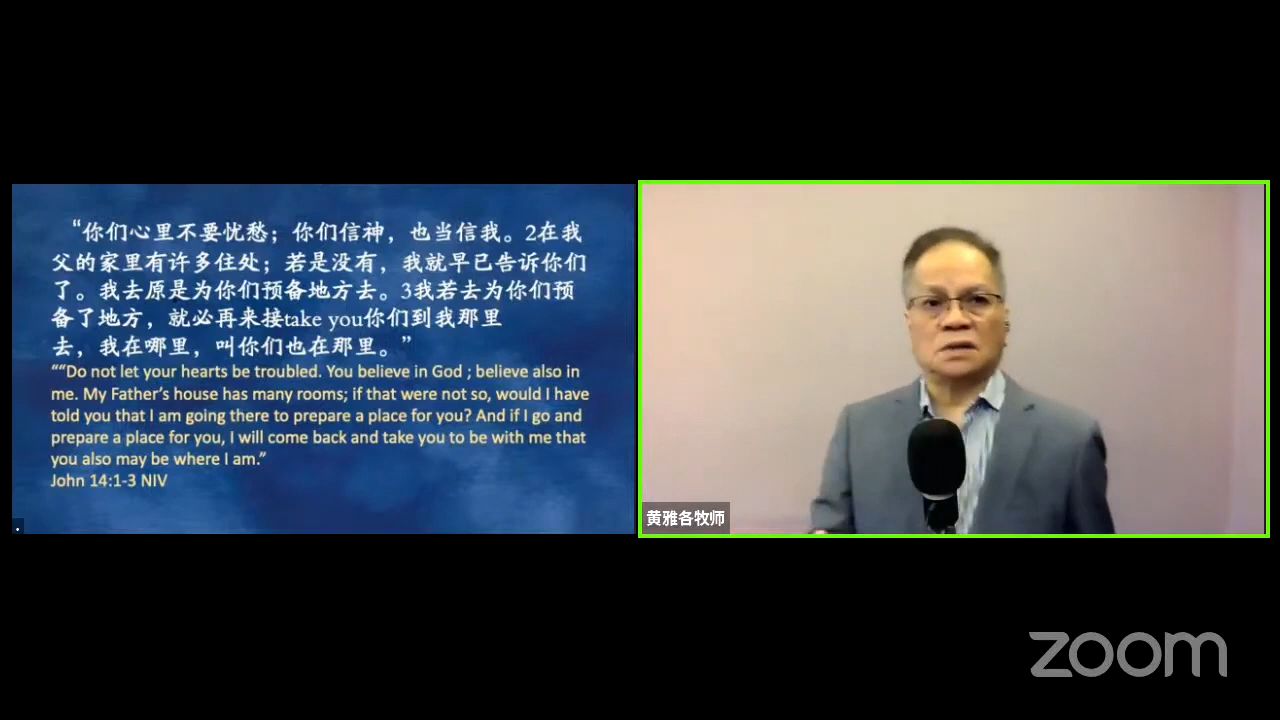 “你们心里不要忧愁；你们信神，也当信我。2在我
父的家里有许多住处；若是没有，我就早已告诉你们
了。我去原是为你们预备地方去。3我若去为你们预
备了地方，就必再来接take you你们到我那里
去，我在哪里，叫你们也在那里。”
““Do not let your hearts be troubled. You believe in God ; believe also in
me. My Father’s house has many rooms; if that were not so, would I have
told you that I am going there to prepare a place for you? And if I go and
prepare a place for you, I will come back and take you to be with me that
you also may be where I am.”
John 14:1-3 NIV
.
黄雅各牧师
zoom